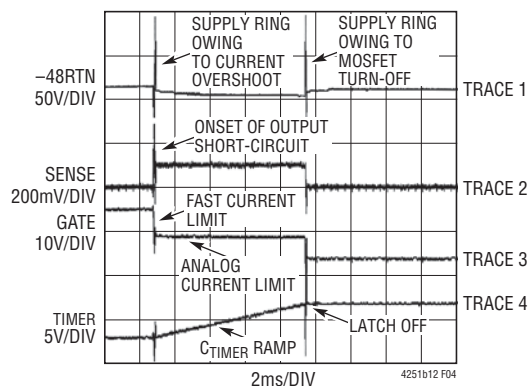 SUPPLY RING
OWING
TO CURRENT
OVERSHOOT
SUPPLY RING
OWING TO
MOSFET
TURN-OFF
–48RTN
50V/DIV
TRACE 1
ONSET OF OUTPUT
SHORT-CIRCUIT
SENSE
200mV/DIV
TRACE 2
GATE
10V/DIV
FAST CURRENT
LIMIT
TRACE 3
ANALOG
CURRENT LIMIT
TRACE 4
TIMER
5V/DIV
LATCH OFF
CTIMER RAMP
2ms/DIV
4251b12 F04